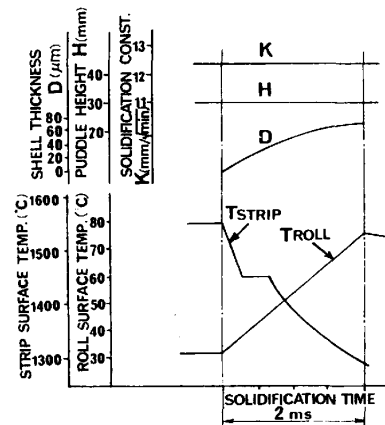 SHELL THICKNESS
D (μm)
80
60
40
20
0
PUDDLE HEIGHT H(mm)
40
30
20
SOLIDIFICATION CONST.
K(mm/√min)
13
12
11
K
H
D
STRIP SURFACE TEMP. (°C)
1600
1500
1400
1300
ROLL SURFACE TEMP. (°C)
80
70
60
50
40
30
TSTRIP
TROLL
SOLIDIFICATION TIME
2 ms